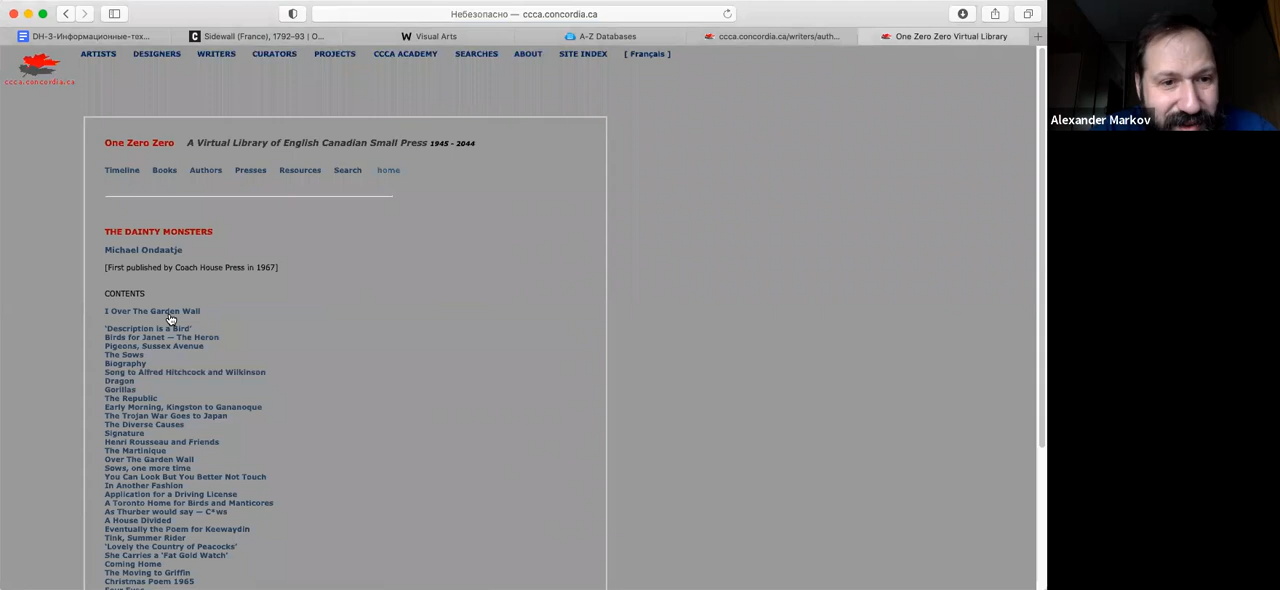 Небезопасно — ccca.concordia.ca
DH-3-Информационные-тех...
Sidewall (France), 1792–93 | O...
Visual Arts
A-Z Databases
ccca.concordia.ca/writers/auth...
One Zero Zero Virtual Library
ARTISTS DESIGNERS WRITERS CURATORS PROJECTS CCCA ACADEMY SEARCHES ABOUT SITE INDEX [ Français ]
ccca.concordia.ca
One Zero Zero A Virtual Library of English Canadian Small Press 1945 - 2044
Timeline Books Authors Presses Resources Search home
THE DAINTY MONSTERS
Michael Ondaatje
[First published by Coach House Press in 1967]
CONTENTS
I Over The Garden Wall
'Description is a Bird'
Birds for Janet — The Heron
Pigeons, Sussex Avenue
The Sows
Biography
Song to Alfred Hitchcock and Wilkinson
Dragon
Gorillas
The Republic
Early Morning, Kingston to Gananoque
The Trojan War Goes to Japan
The Diverse Causes
Signature
Henri Rousseau and Friends
The Martinique
Over The Garden Wall
Sows, one more time
You Can Look But You Better Not Touch
In Another Fashion
Application for a Driving License
A Toronto Home for Birds and Manticores
As Thurber would say — C*ws
A House Divided
Eventually the Poem for Keewaydin
Tink, Summer Rider
'Lovely the Country of Peacocks'
She Carries a 'Fat Gold Watch'
Coming Home
The Moving to Griffin
Christmas Poem 1965
Alexander Markov